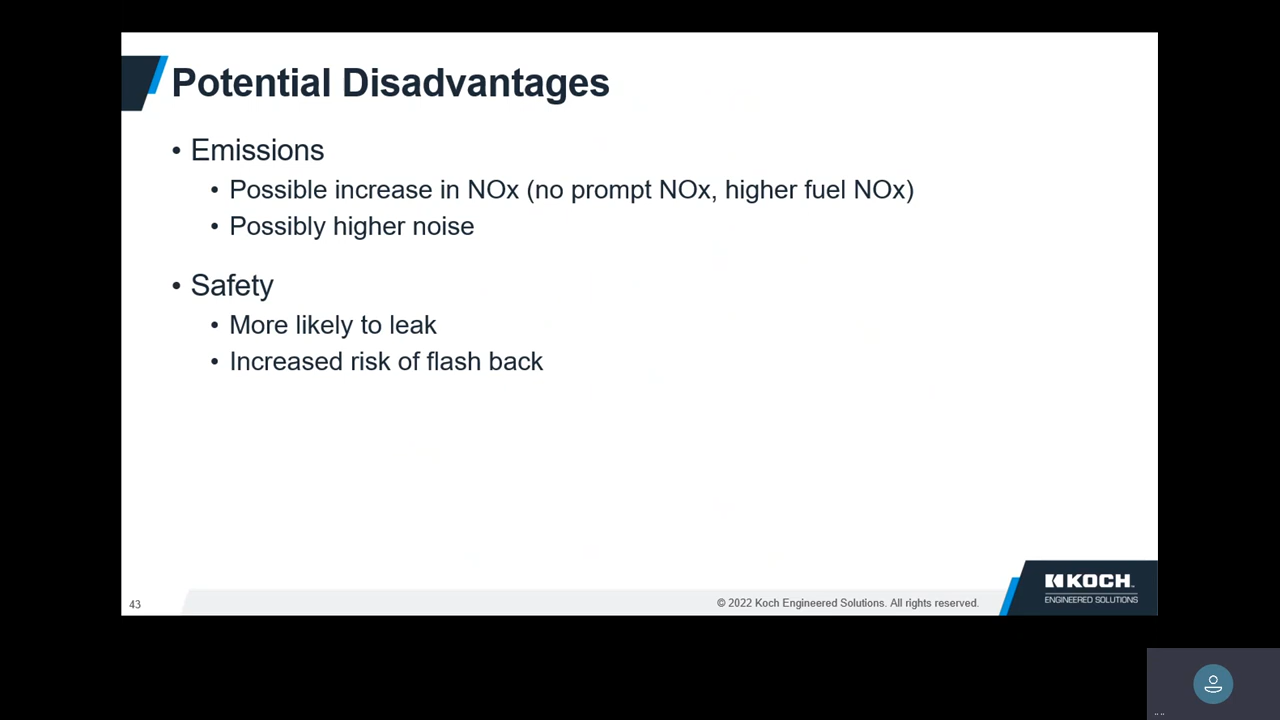 Potential Disadvantages
• Emissions
• Possible increase in NOx (no prompt NOx, higher fuel NOx)
• Possibly higher noise
• Safety
• More likely to leak
• Increased risk of flash back
43
© 2022 Koch Engineered Solutions. All rights reserved.
KOCH
ENGINEERED SOLUTIONS